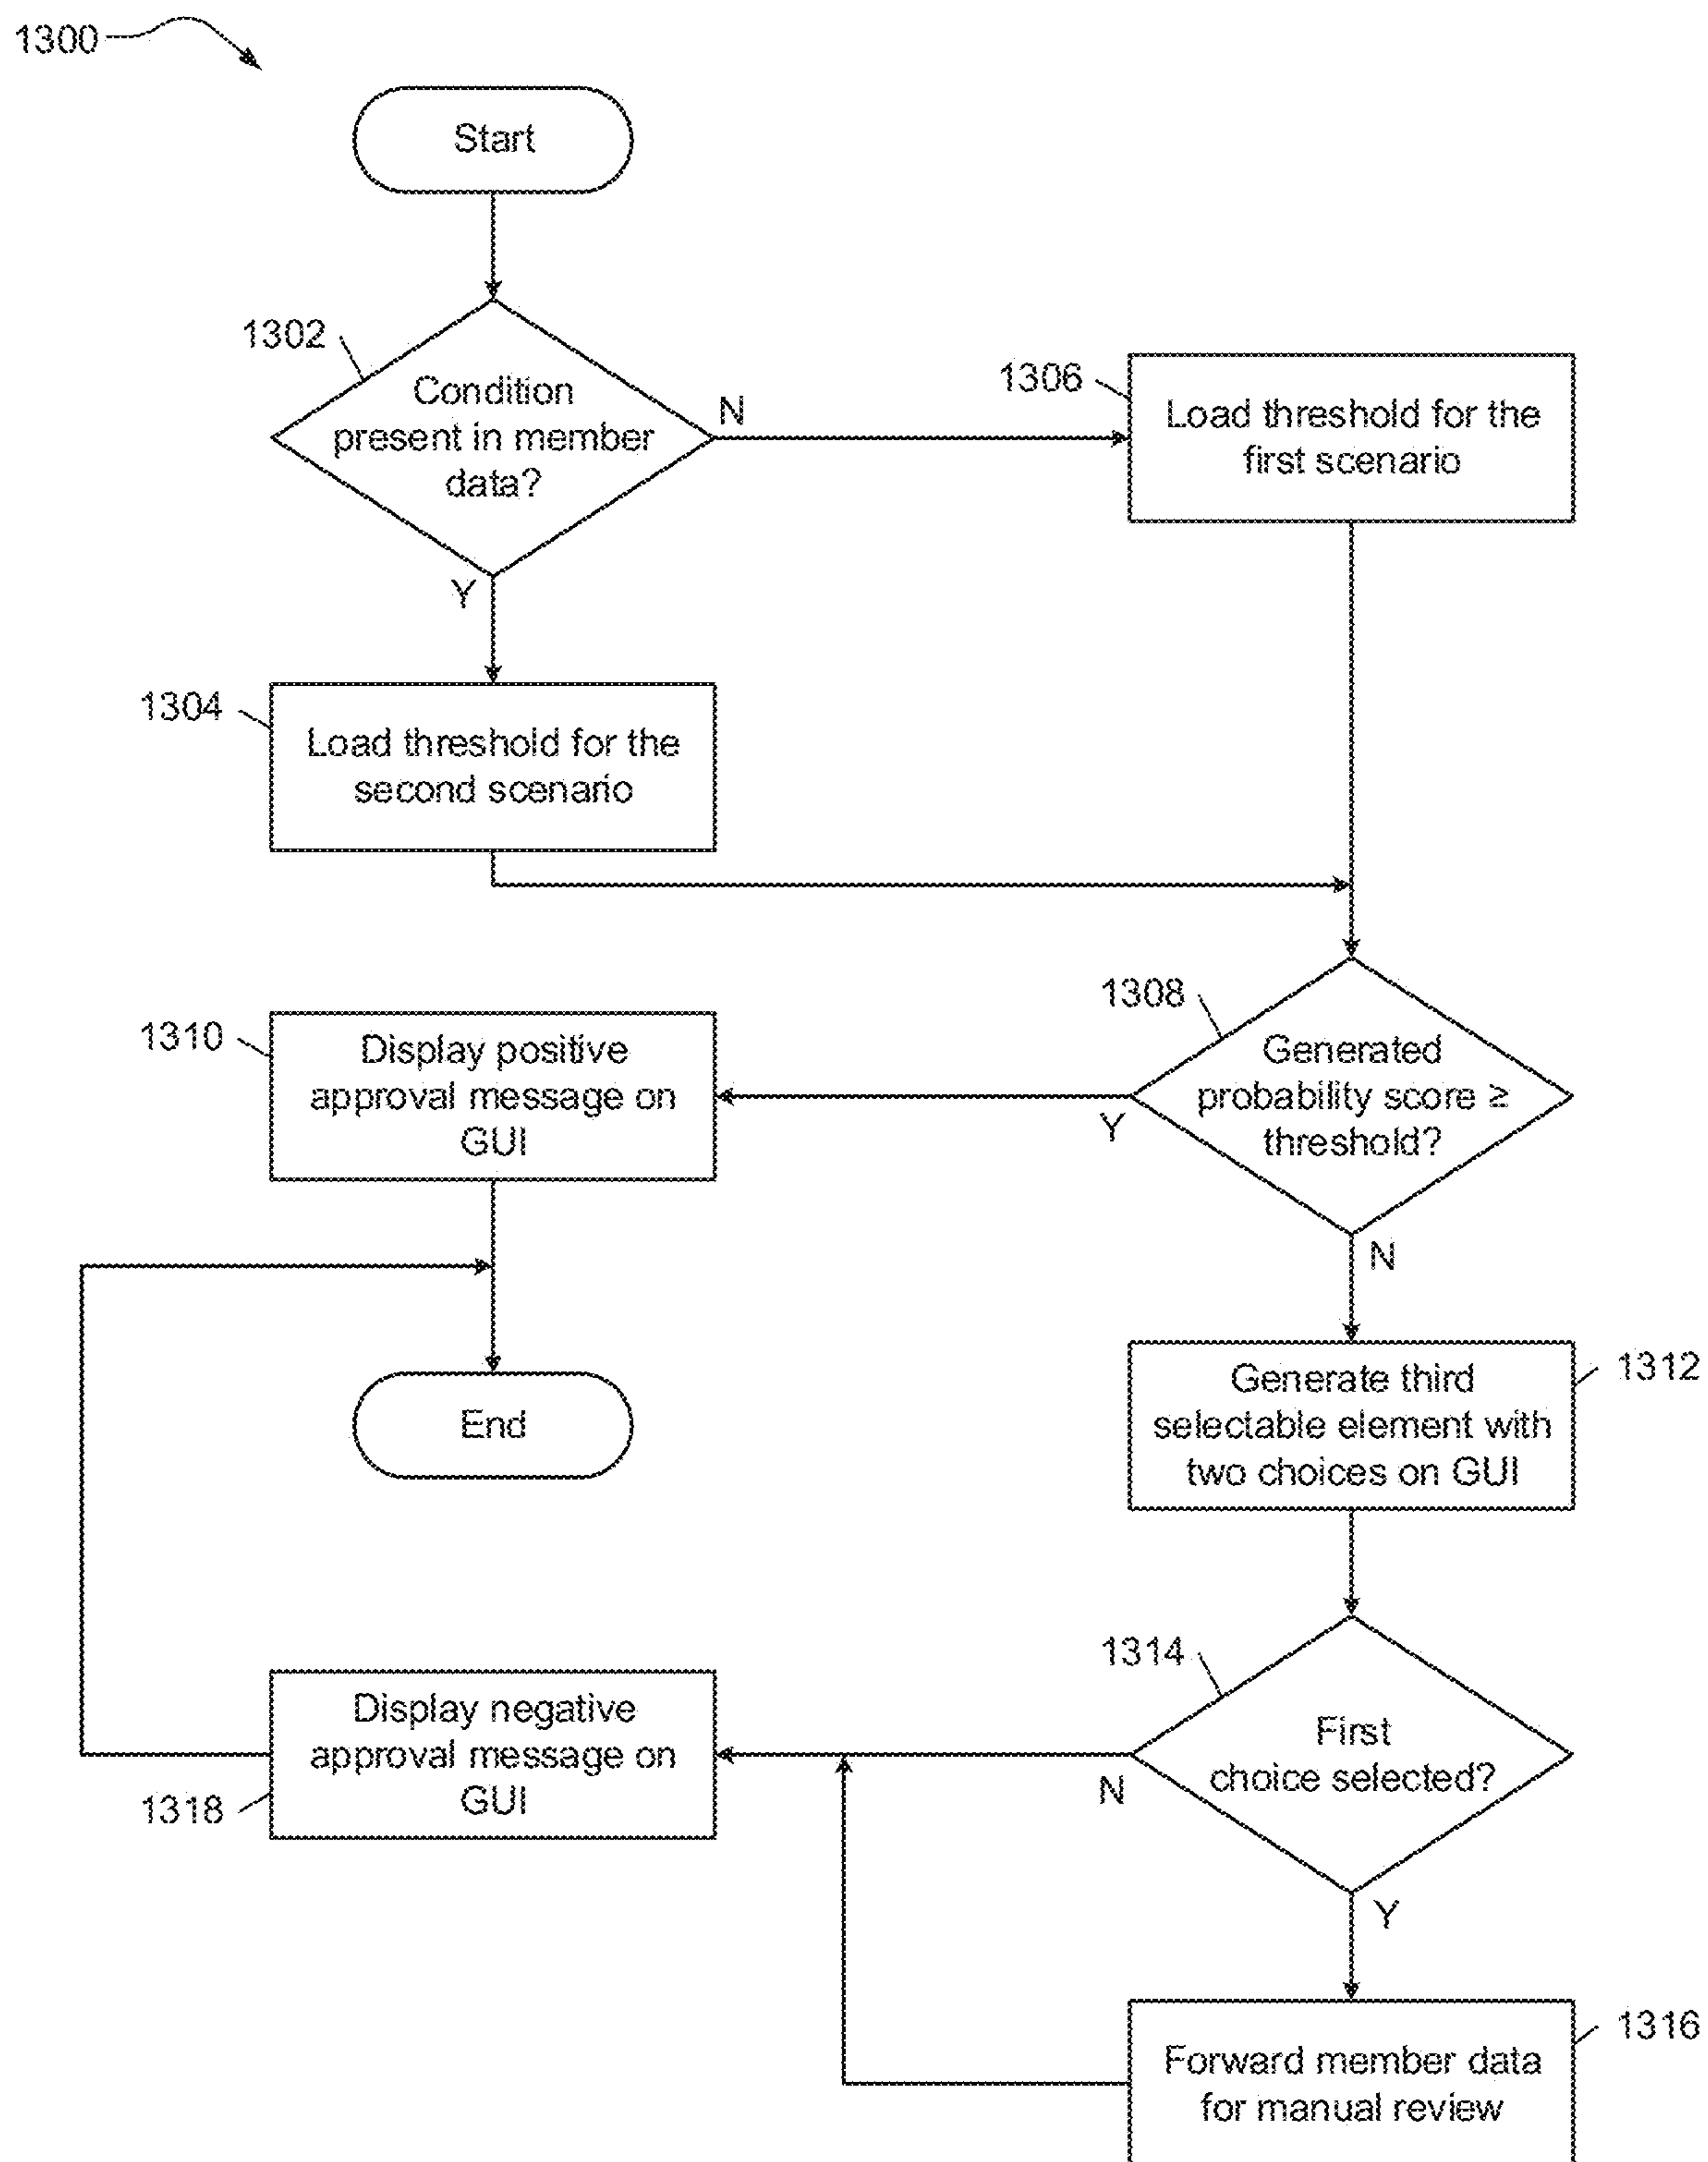 1300
Start
1302
Condition
present in member
data?
N
Y
1306
Load threshold for the
first scenario
1304
Load threshold for the
second scenario
1308
Generated
probability score ≥
threshold?
Y
N
1310
Display positive
approval message on
GUI
End
1312
Generate third
selectable element with
two choices on GUI
1314
First
choice selected?
N
Y
Display negative
approval message on
GUI
1318
1316
Forward member data
for manual review